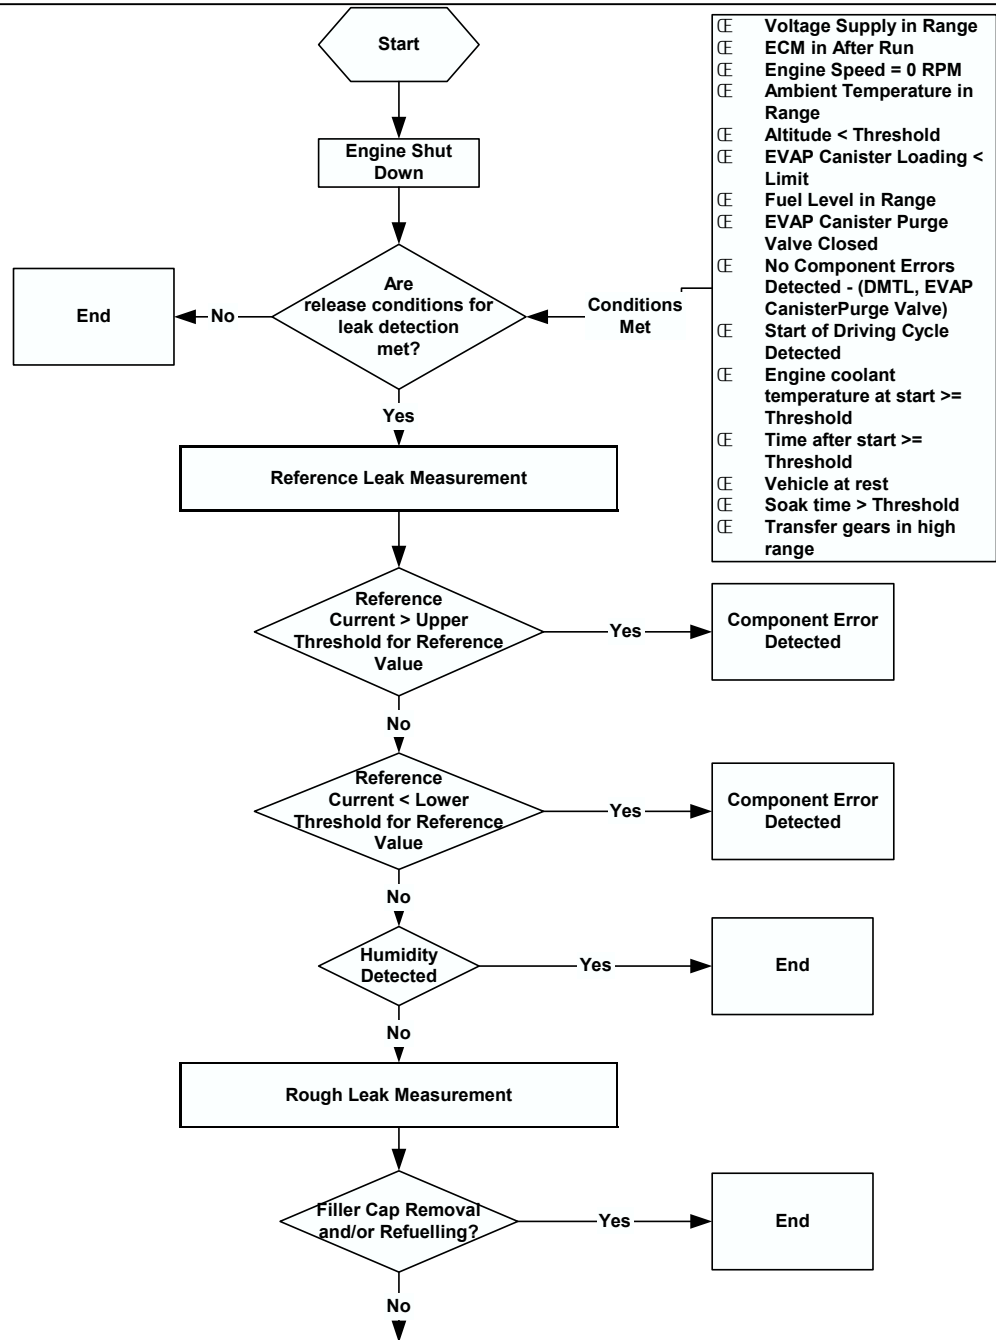 Start
Œ Voltage Supply in Range
Œ ECM in After Run
Œ Engine Speed = 0 RPM
Œ Ambient Temperature in
Range
Œ Altitude < Threshold
Œ EVAP Canister Loading <
Limit
Œ Fuel Level in Range
Œ EVAP Canister Purge
Valve Closed
Œ No Component Errors
Detected - (DMTL, EVAP
CanisterPurge Valve)
Œ Start of Driving Cycle
Detected
Œ Engine coolant
temperature at start >=
Threshold
Œ Time after start >=
Threshold
Œ Vehicle at rest
Œ Soak time > Threshold
Œ Transfer gears in high
range
Engine Shut
Down
Are
release conditions for
leak detection
met?
Conditions
Met
No
End
Yes
Reference Leak Measurement
Reference
Current > Upper
Threshold for Reference
Value
Yes
Component Error
Detected
No
Reference
Current < Lower
Threshold for Reference
Value
Yes
Component Error
Detected
No
Humidity
Detected
Yes
End
No
Rough Leak Measurement
Filler Cap Removal
and/or Refuelling?
Yes
End
No